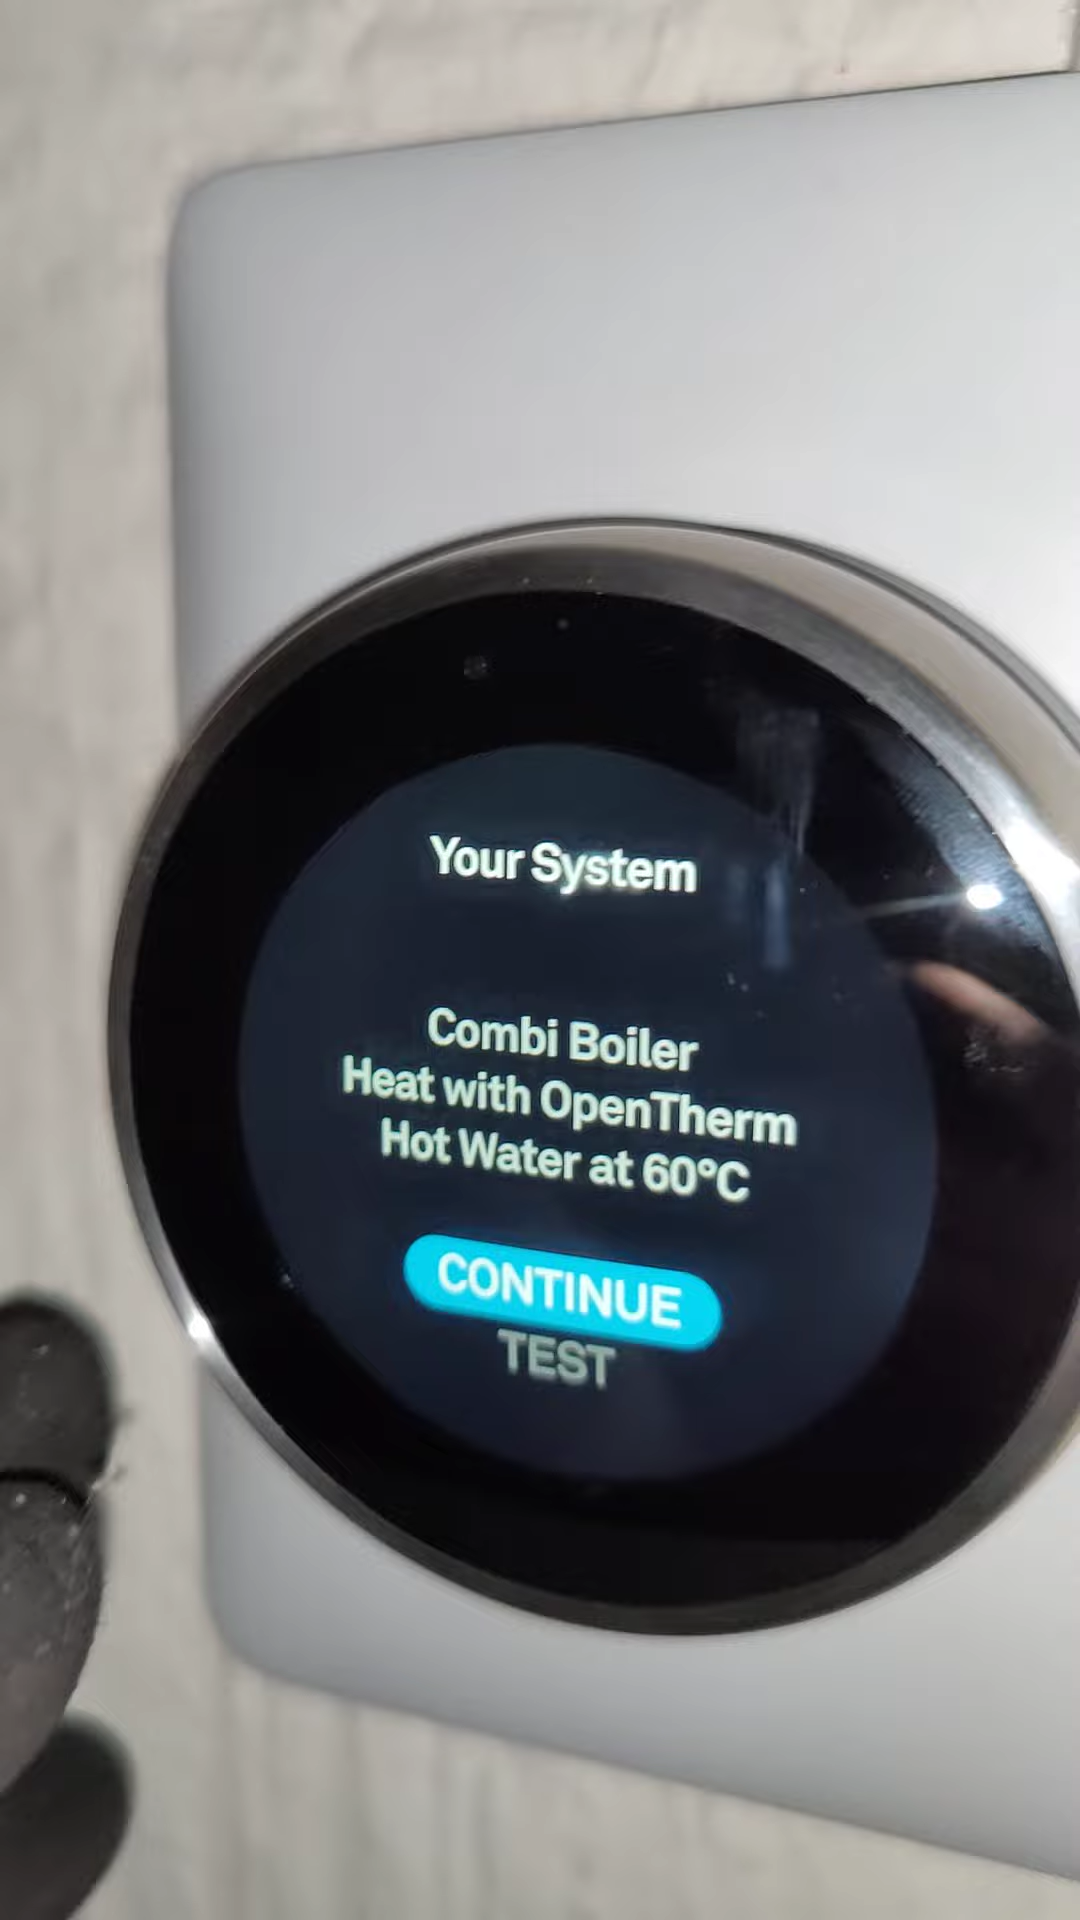 Your System
Combi Boiler
Heat with OpenTherm
Hot Water at 60°C
CONTINUE
TEST